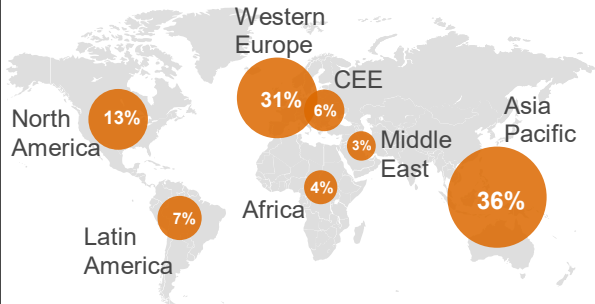 Western
Europe
31%
CEE
6%
North
America
13%
Asia
Pacific
36%
Middle
East
3%
Africa
4%
Latin
America
7%